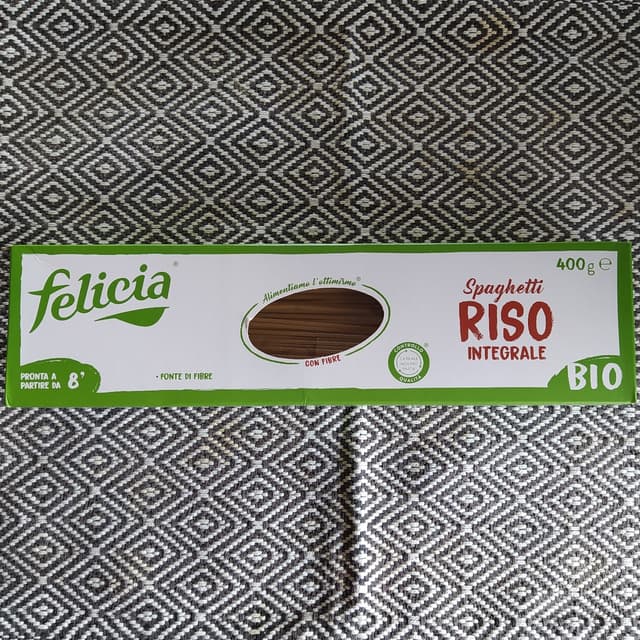 felicia®
PRONTA A
PARTIRE DA 8'
• FONTE DI FIBRE
Alimentiamo l'ottimismo®
CON FIBRE
CONTROLLO
QUALITÀ
400g ℮
Spaghetti
RISO
INTEGRALE
BIO